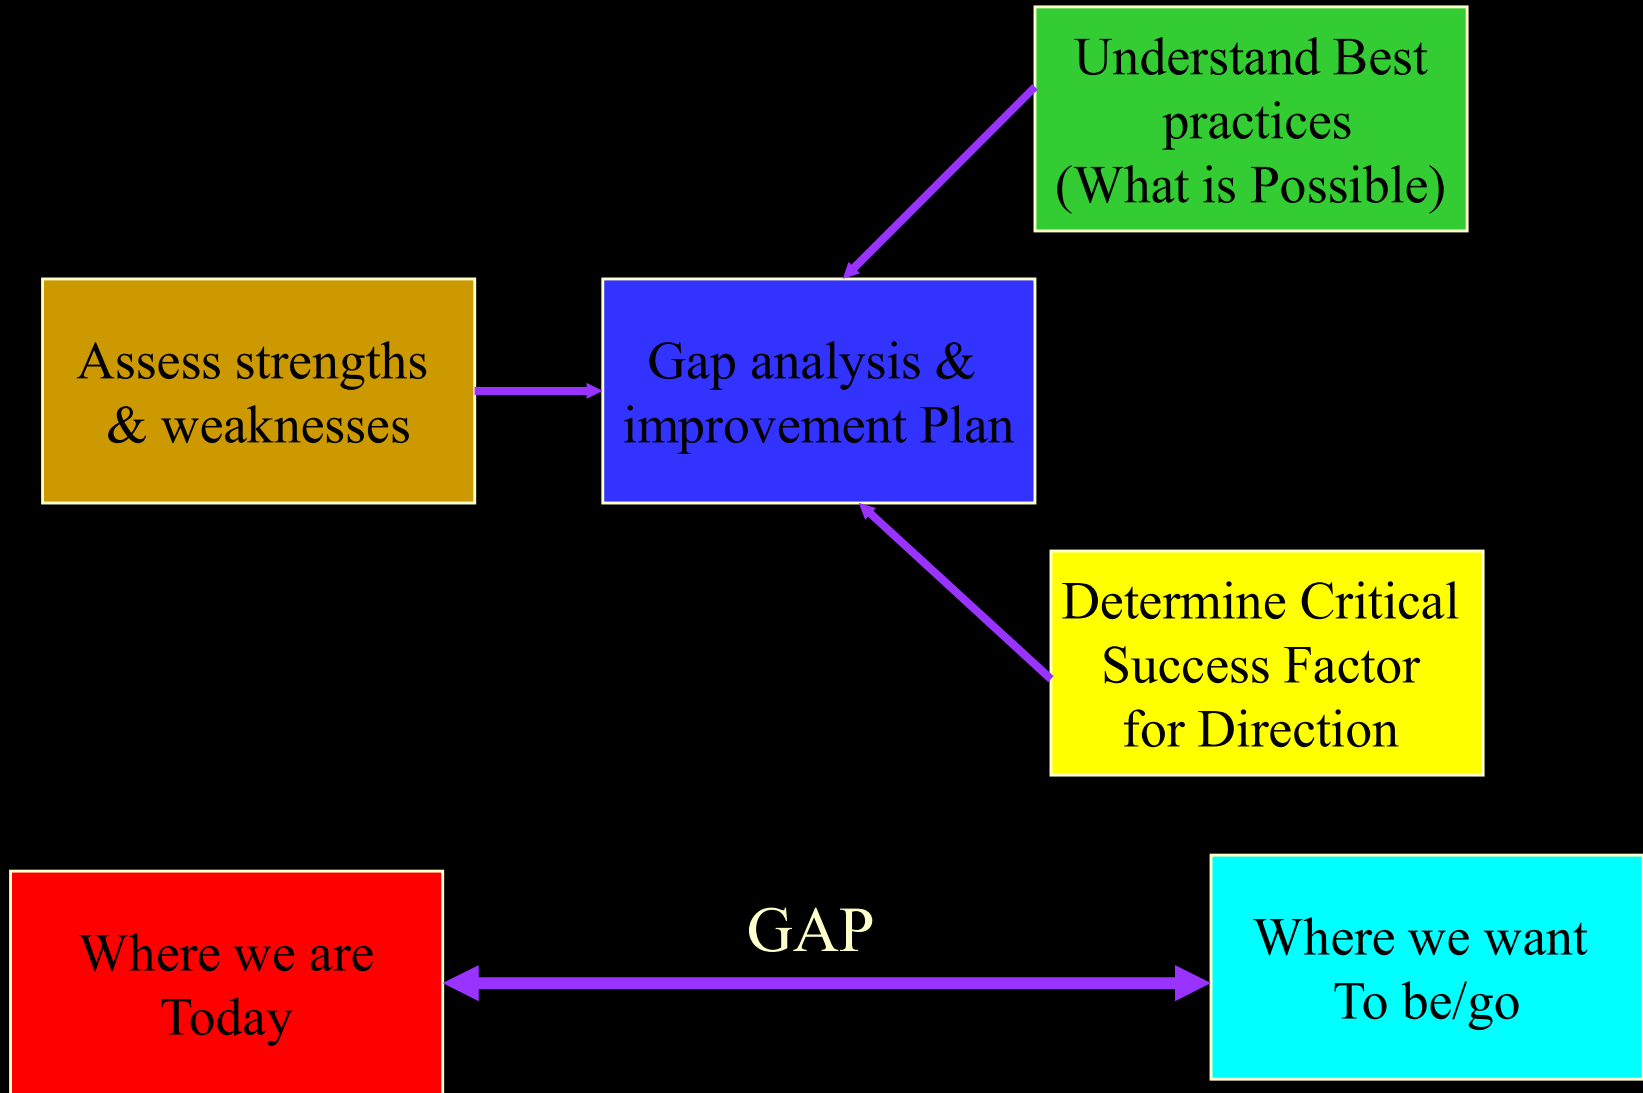 Understand Best
practices
(What is Possible)
Assess strengths
& weaknesses
Gap analysis &
improvement Plan
Determine Critical
Success Factor
for Direction
GAP
Where we are
Today
Where we want
To be/go